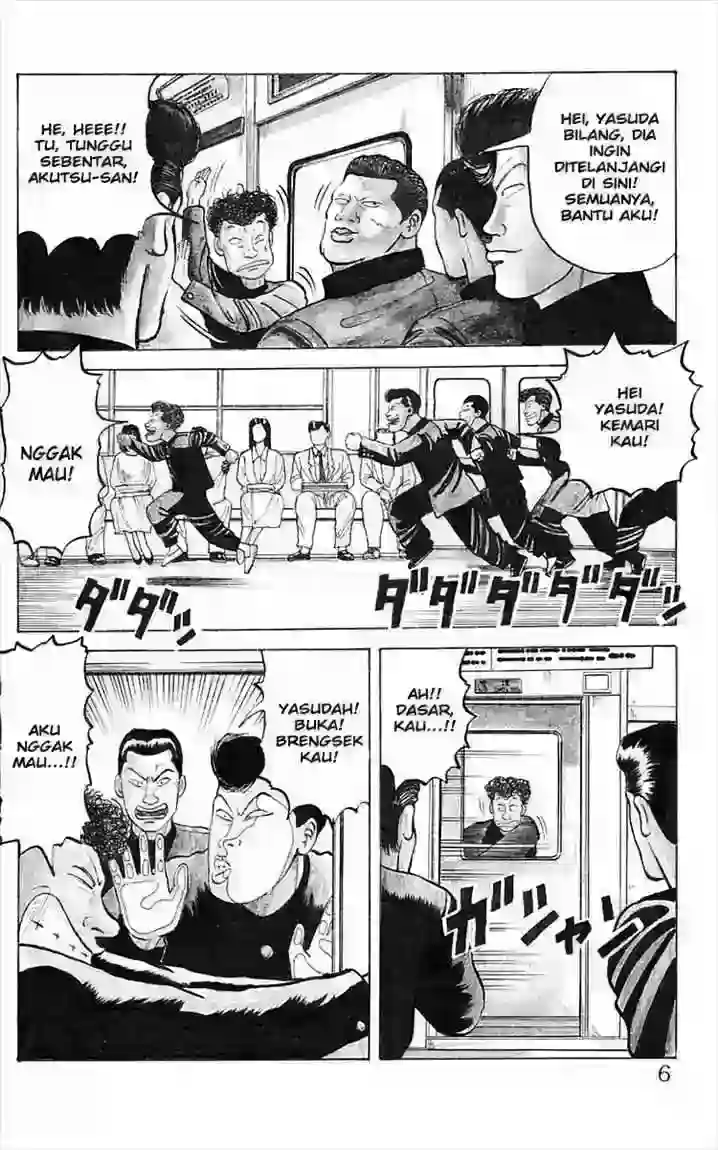 HEI, YASUDA
BILANG, DIA
INGIN
DITELANJANGI
DI SINI!
SEMUANYA,
BANTU AKU!
HE, HEEE!!
TU, TUNGGU
SEBENTAR,
AKUTSU-SAN!
HEI
YASUDA!
KEMARI
KAU!
NGGAK
MAU!
ダダダダダッ
ダダッ
AH!!
DASAR,
KAU...!!
ガシャン
YASUDAH!
BUKA!
BRENGSEK
KAU!
AKU
NGGAK
MAU...!!
6